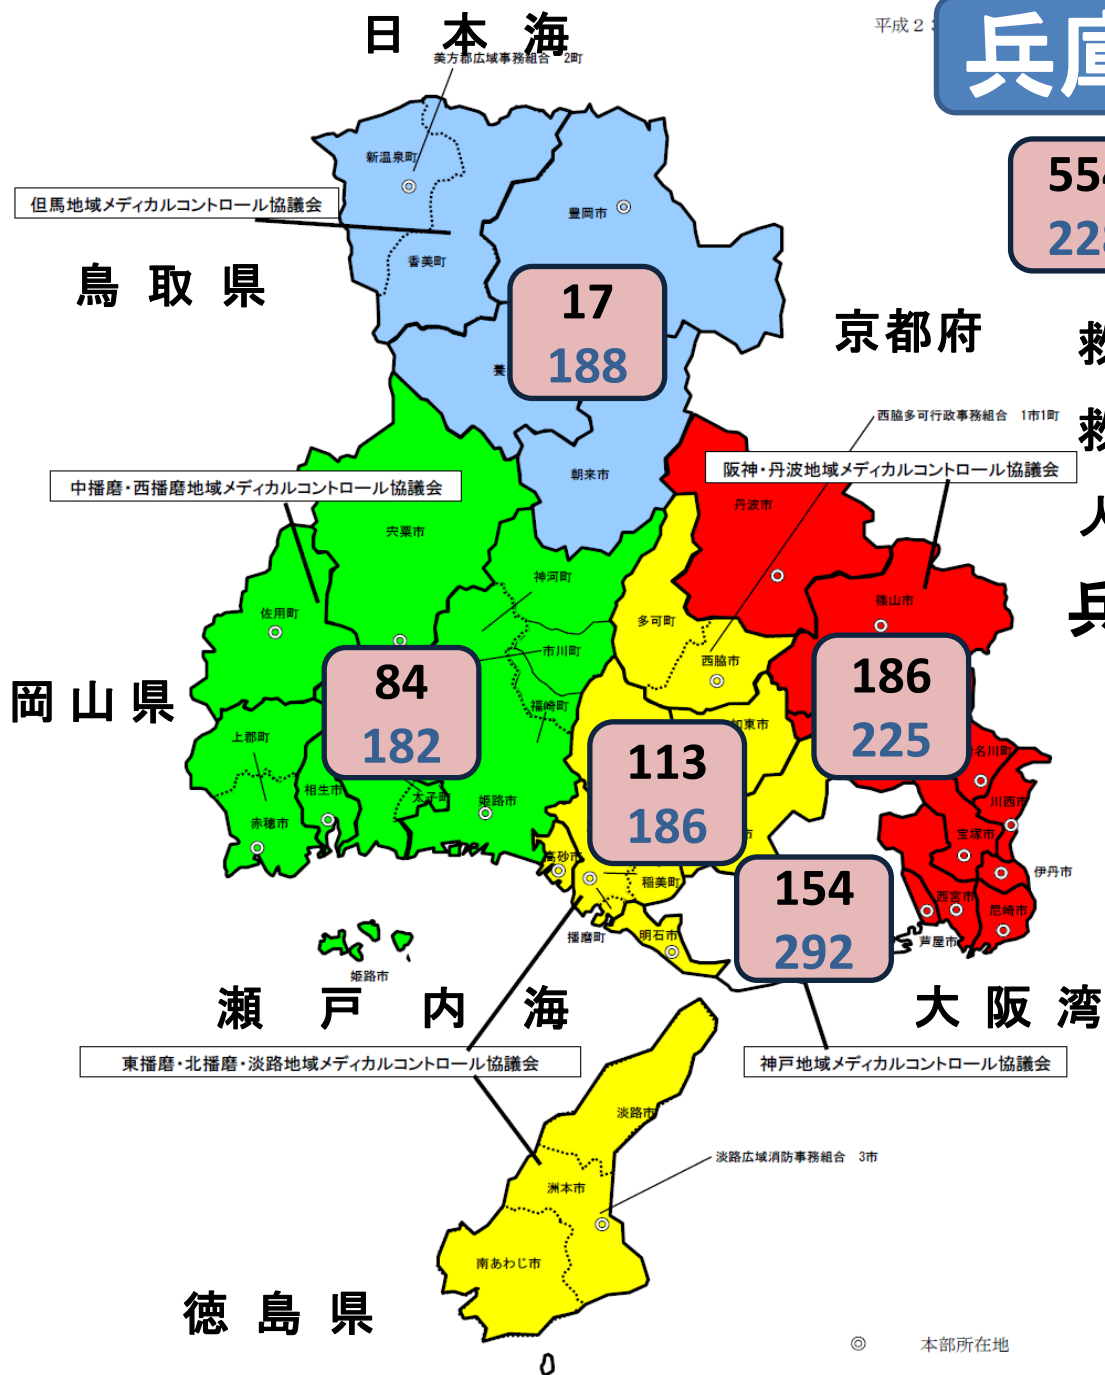 日本海
平成２
兵庫
美方郡広域事務組合　2町
新温泉町
但馬地域メディカルコントロール協議会
豊岡市
香美町
鳥取県
17
188
京都府
養
救
西脇多可行政事務組合　1市1町
救
阪神・丹波地域メディカルコントロール協議会
中播磨・西播磨地域メディカルコントロール協議会
朝来市
丹波市
宍粟市
人
神河町
篠山市
兵
佐用町
多可町
市川町
西脇市
岡山県
84
182
186
225
福崎町
上郡町
加東市
113
186
名川町
相生市
太子町
姫路市
川西市
赤穂市
宝塚市
市
高砂市
稲美町
伊丹市
154
292
西宮市
尼崎市
播磨町
明石市
芦屋市
姫路市
瀬戸内海
大阪湾
東播磨・北播磨・淡路地域メディカルコントロール協議会
神戸地域メディカルコントロール協議会
淡路市
淡路広域消防事務組合　3市
洲本市
南あわじ市
徳島県
◎　本部所在地